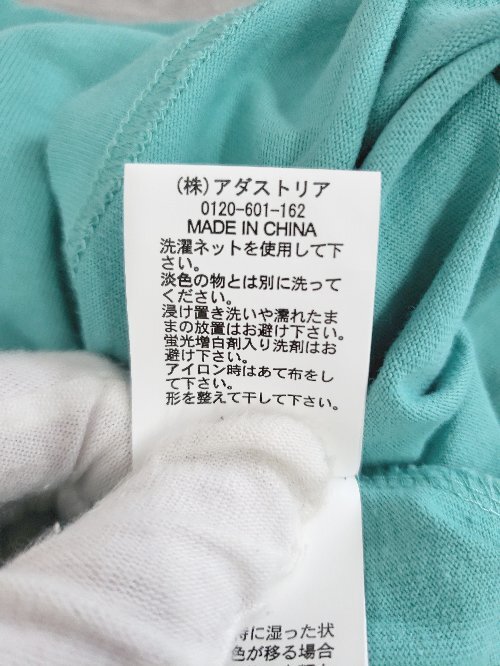 (株)アダストリア
0120-601-162
MADE IN CHINA
洗濯ネットを使用して下
さい。
淡色の物とは別に洗って
ください。
浸け置き洗いや濡れたま
まの放置はお避け下さい。
蛍光増白剤入り洗剤はお
避け下さい。
アイロン時はあて布をし
て下さい。
形を整えて干して下さい。
特に湿った状
色が移る場合